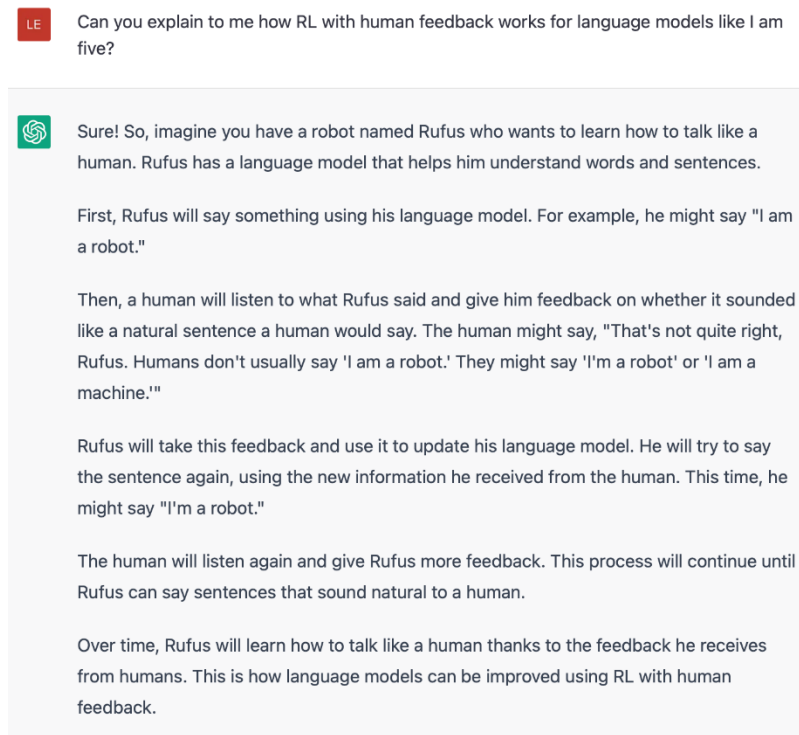 LE
Can you explain to me how RL with human feedback works for language models like I am
five?
Sure! So, imagine you have a robot named Rufus who wants to learn how to talk like a
human. Rufus has a language model that helps him understand words and sentences.
First, Rufus will say something using his language model. For example, he might say "I am
a robot."
Then, a human will listen to what Rufus said and give him feedback on whether it sounded
like a natural sentence a human would say. The human might say, "That's not quite right,
Rufus. Humans don't usually say 'I am a robot.' They might say 'I'm a robot' or 'I am a
machine.'"
Rufus will take this feedback and use it to update his language model. He will try to say
the sentence again, using the new information he received from the human. This time, he
might say "I'm a robot."
The human will listen again and give Rufus more feedback. This process will continue until
Rufus can say sentences that sound natural to a human.
Over time, Rufus will learn how to talk like a human thanks to the feedback he receives
from humans. This is how language models can be improved using RL with human
feedback.